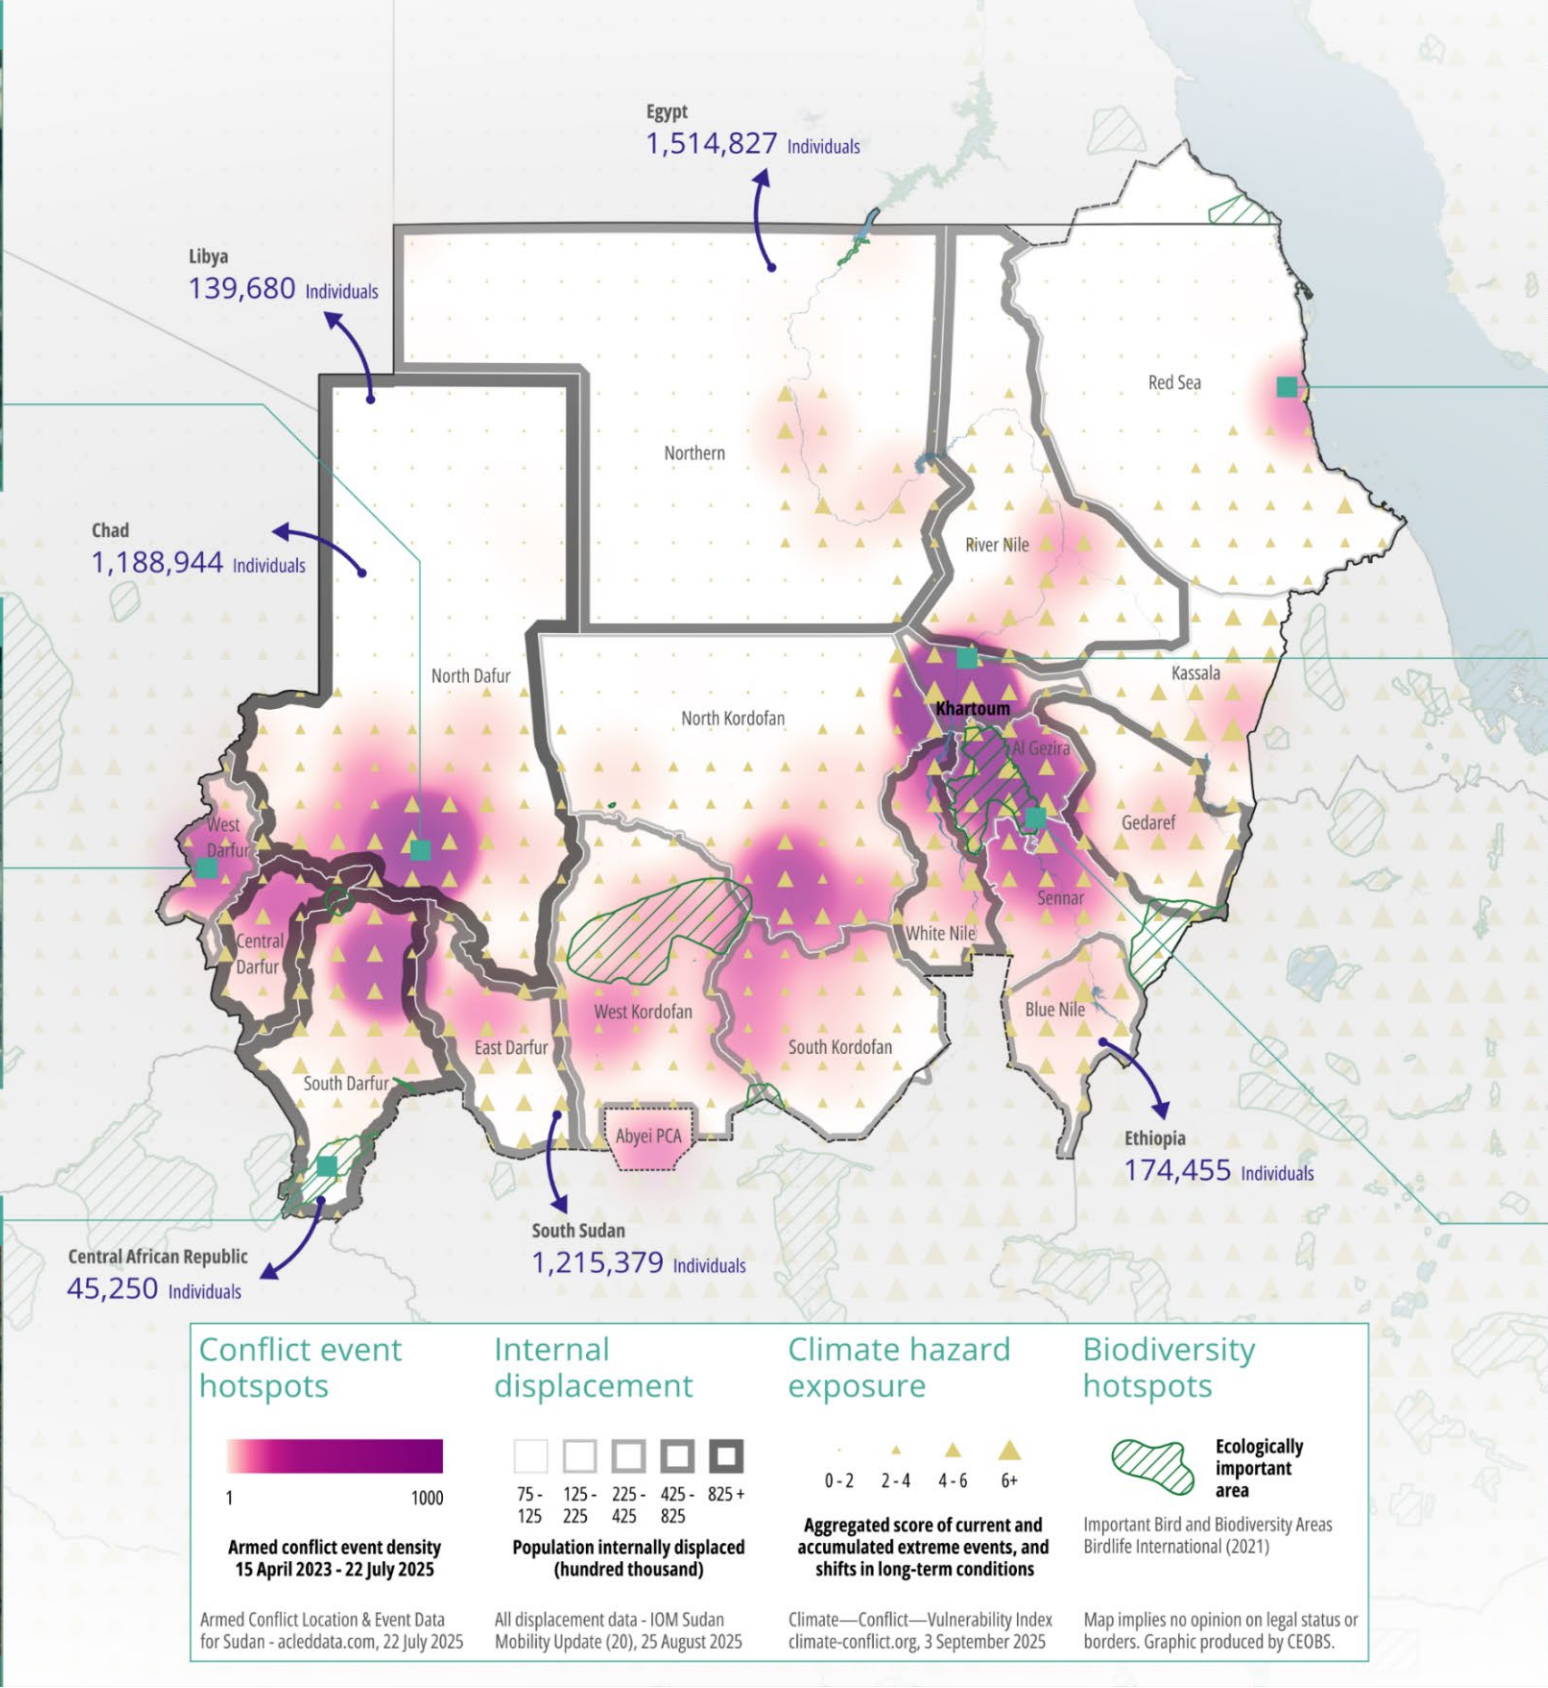 Egypt
1,514,827 Individuals
Libya
139,680 Individuals
Red Sea
Northern
Chad
1,188,944 Individuals
River Nile
North Dafur
Kassala
Khartoum
North Kordofan
Al Gezira
West
Darfur
Gedaref
Sennar
White Nile
Central
Darfur
West Kordofan
Blue Nile
East Darfur
South Kordofan
South Darfur
Abyei PCA
Ethiopia
174,455 Individuals
South Sudan
1,215,379 Individuals
Central African Republic
45,250 Individuals
Conflict event
hotspots
1
1000
Armed conflict event density
15 April 2023 - 22 July 2025
Armed Conflict Location & Event Data
for Sudan - acleddata.com, 22 July 2025
Internal
displacement
75 -
125
125 -
225
225 -
425
425 -
825
825 +
Population internally displaced
(hundred thousand)
All displacement data - IOM Sudan
Mobility Update (20), 25 August 2025
Climate hazard
exposure
0 - 2
2 - 4
4 - 6
6+
Aggregated score of current and
accumulated extreme events, and
shifts in long-term conditions
Climate—Conflict—Vulnerability Index
climate-conflict.org, 3 September 2025
Biodiversity
hotspots
Ecologically
important
area
Important Bird and Biodiversity Areas
Birdlife International (2021)
Map implies no opinion on legal status or
borders. Graphic produced by CEOBS.